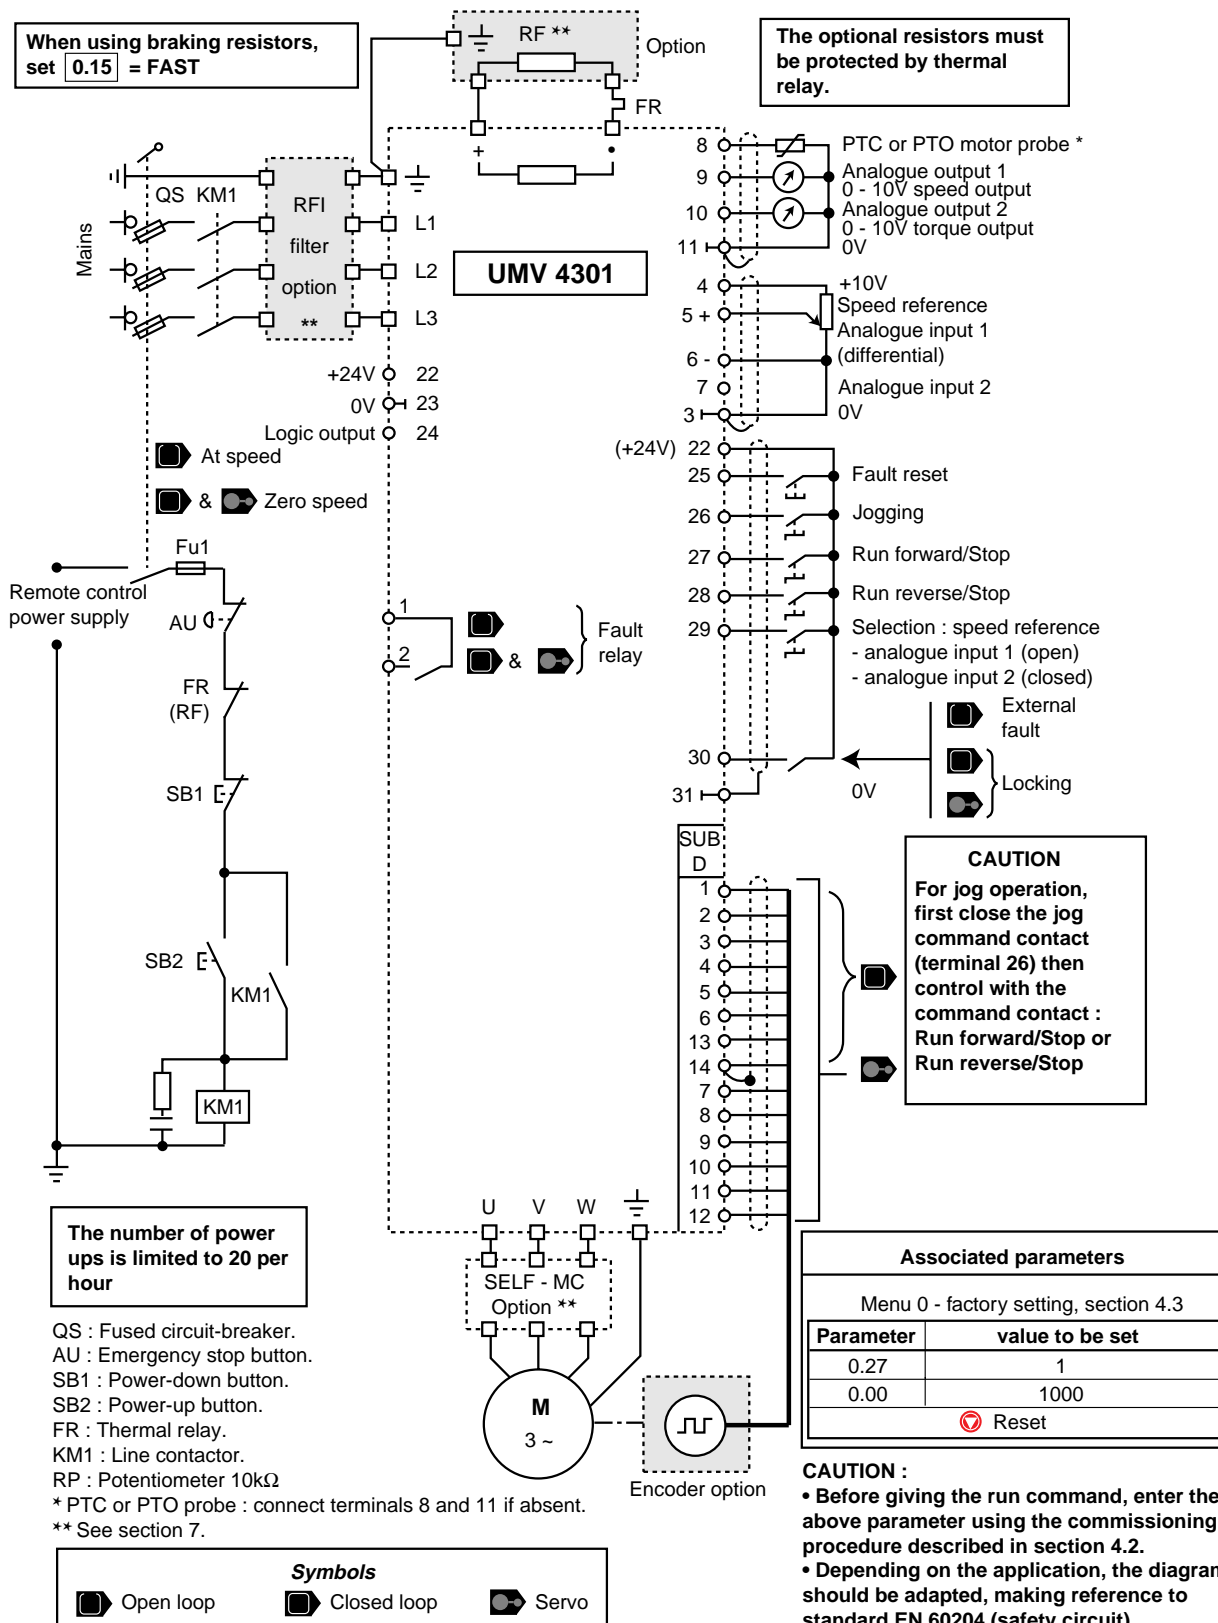 When using braking resistors,
set 0.15 = FAST
RF **
Option
FR
The optional resistors must
be protected by thermal
relay.
+
QS KM1
Mains
RFI
filter
option
**
L1
L2
L3
UMV 4301
8
PTC or PTO motor probe *
9
Analogue output 1
0 - 10V speed output
10
Analogue output 2
0 - 10V torque output
11
0V
4
+10V
5 +
Speed reference
Analogue input 1
6 -
(differential)
7
Analogue input 2
3
0V
+24V 22
0V 23
Logic output 24
At speed
& Zero speed
(+24V) 22
25
Fault reset
26
Jogging
27
Run forward/Stop
28
Run reverse/Stop
29
Selection : speed reference
- analogue input 1 (open)
- analogue input 2 (closed)
External
fault
30
0V
Locking
31
Fu1
Remote control
power supply
AU
FR
(RF)
SB1
SB2
KM1
KM1
1
2
&
Fault
relay
SUB
D
1
2
3
4
5
6
13
14
7
8
9
10
11
12
CAUTION
For jog operation,
first close the jog
command contact
(terminal 26) then
control with the
command contact :
Run forward/Stop or
Run reverse/Stop
U V W
SELF - MC
Option **
M
3 ~
Encoder option
The number of power
ups is limited to 20 per
hour
QS : Fused circuit-breaker.
AU : Emergency stop button.
SB1 : Power-down button.
SB2 : Power-up button.
FR : Thermal relay.
KM1 : Line contactor.
RP : Potentiometer 10kΩ
* PTC or PTO probe : connect terminals 8 and 11 if absent.
** See section 7.
Symbols
Open loop Closed loop Servo
Associated parameters
Menu 0 - factory setting, section 4.3
Parameter value to be set
0.27 1
0.00 1000
Reset
CAUTION :
• Before giving the run command, enter the
above parameter using the commissioning
procedure described in section 4.2.
• Depending on the application, the diagram
should be adapted, making reference to
standard EN 60204 (safety circuit)